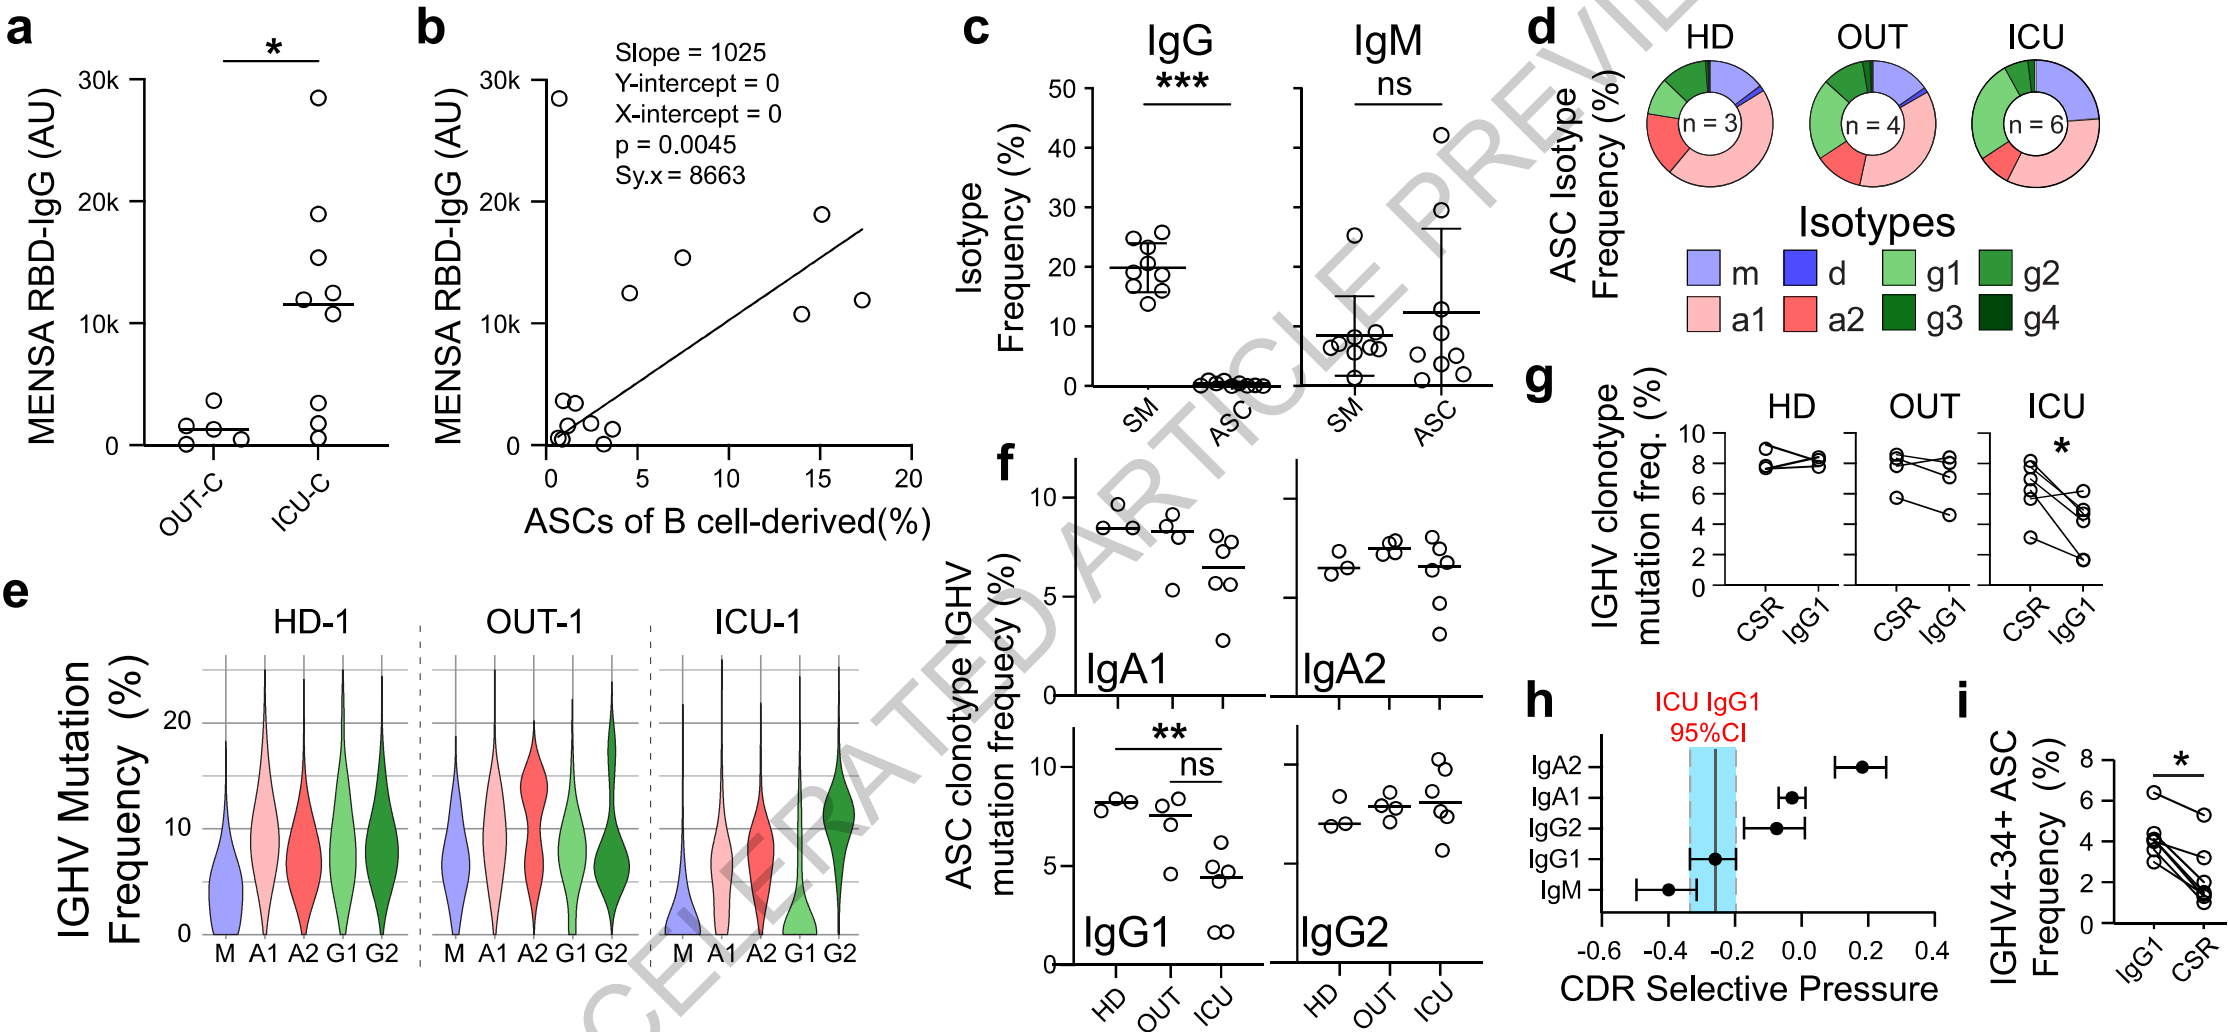 a
*
30k
20k
10k
0
MENSA RBD-IgG (AU)
OUT-C
ICU-C
b
Slope = 1025
Y-intercept = 0
X-intercept = 0
p = 0.0045
Sy.x = 8663
30k
20k
10k
0
MENSA RBD-IgG (AU)
0
5
10
15
20
ASCs of B cell-derived(%)
c
IgG
***
IgM
ns
50
40
30
20
10
0
Isotype
Frequency (%)
SM
ASC
SM
ASC
d
HD
OUT
ICU
n = 3
n = 4
n = 6
ASC Isotype
Frequency (%)
Isotypes
m
d
g1
g2
a1
a2
g3
g4
e
HD-1
OUT-1
ICU-1
IGHV Mutation
Frequency (%)
20
10
0
M A1 A2 G1 G2
M A1 A2 G1 G2
M A1 A2 G1 G2
f
ASC clonotype IGHV
mutation frequency (%)
10
5
0
IgA1
IgA2
10
5
0
**
ns
IgG1
IgG2
HD
OUT
ICU
HD
OUT
ICU
g
HD
OUT
ICU
*
IGHV clonotype
mutation freq. (%)
10
8
6
4
2
0
CSR
IgG1
CSR
IgG1
CSR
IgG1
h
ICU IgG1
95%CI
IgA2
IgA1
IgG2
IgG1
IgM
-0.6
-0.4
-0.2
0.0
0.2
0.4
CDR Selective Pressure
i
*
IGHV4-34+ ASC
Frequency (%)
8
6
4
2
0
IgG1
CSR
CELERATED ARTICLE PREVIE